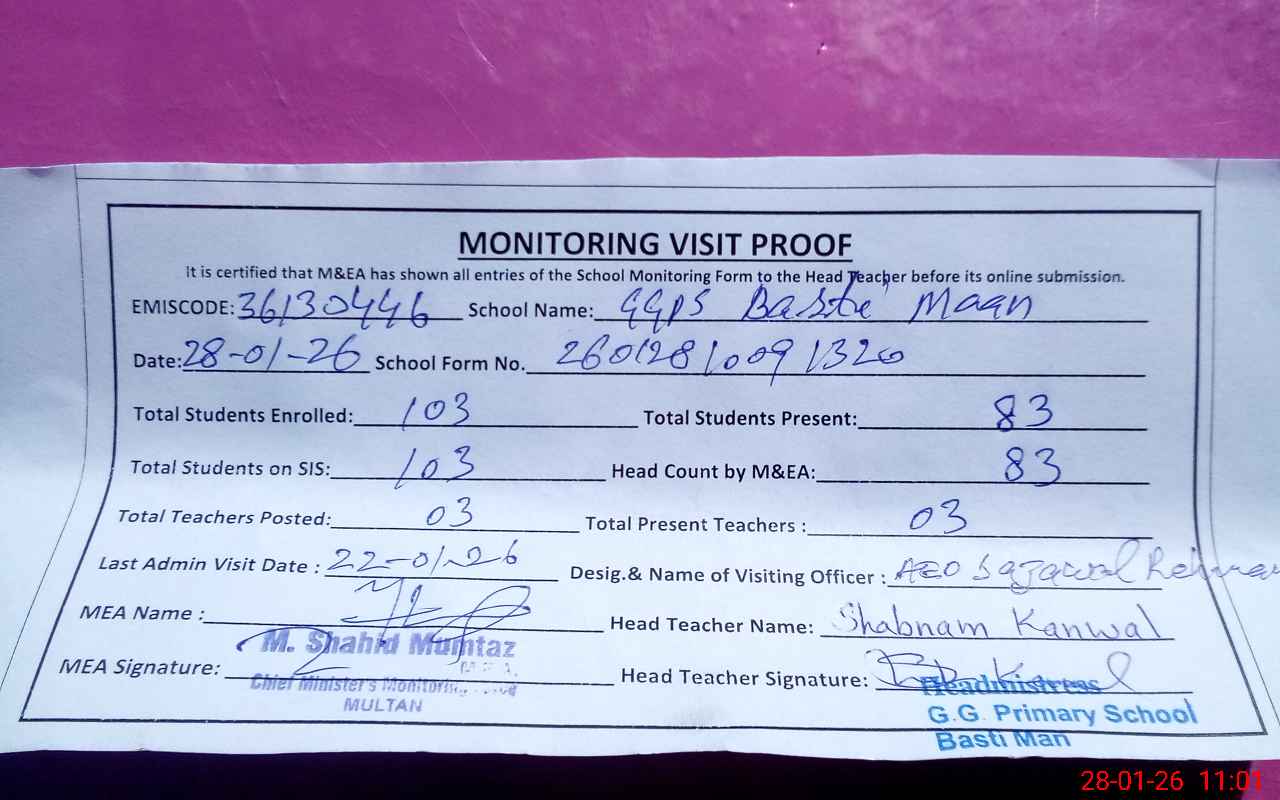 MONITORING VISIT PROOF
It is certified that M&EA has shown all entries of the School Monitoring Form to the Head Teacher before its online submission.
EMISCODE: 36130446 School Name: GGPS Basti Maan
Date: 28-01-26 School Form No. 26012810091320
Total Students Enrolled: 103 Total Students Present: 83
Total Students on SIS: 103 Head Count by M&EA: 83
Total Teachers Posted: 03 Total Present Teachers : 03
Last Admin Visit Date : 22-01-26 Desig.& Name of Visiting Officer : AEO Sajawal Rehman
MEA Name : Head Teacher Name: Shabnam Kanwal
M. Shahid Mumtaz
MEA Signature: Head Teacher Signature:
Chief Minister's Monitoring
MULTAN
Headmistress
G.G. Primary School
Basti Man
28-01-26 11:01